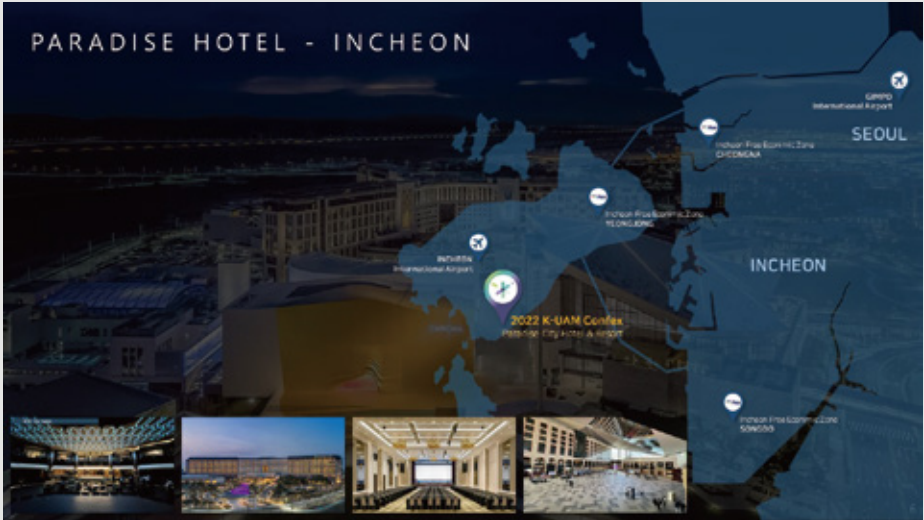 PARADISE HOTEL - INCHEON
GIMPO
International Airport
SEOUL
Incheon Free Economic Zone
CHEONGNA
Incheon Free Economic Zone
YEONGJONG
INCHEON
International Airport
INCHEON
2022 K-UAM Confex
Paradise City Hotel & Resort
Incheon Free Economic Zone
SONGDO